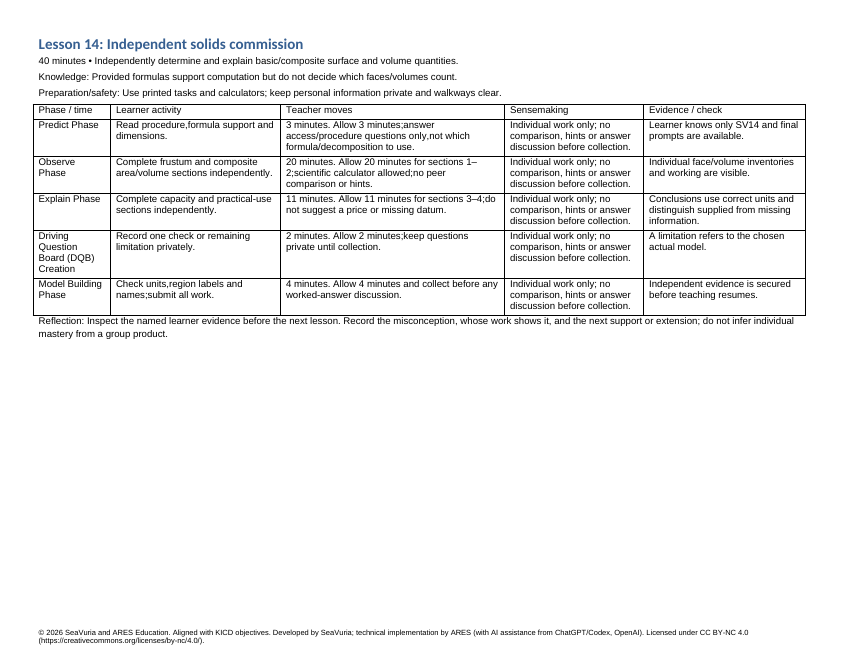 Lesson 14: Independent solids commission
40 minutes • Independently determine and explain basic/composite surface and volume quantities.
Knowledge: Provided formulas support computation but do not decide which faces/volumes count.
Preparation/safety: Use printed tasks and calculators; keep personal information private and walkways clear.
Phase / time
Learner activity
Teacher moves
Sensemaking
Evidence / check
Predict Phase
Read procedure,formula support and
dimensions.
3 minutes. Allow 3 minutes;answer
access/procedure questions only,not which
formula/decomposition to use.
Individual work only; no
comparison, hints or answer
discussion before collection.
Learner knows only SV14 and final
prompts are available.
Observe
Phase
Complete frustum and composite
area/volume sections independently.
20 minutes. Allow 20 minutes for sections 1–
2;scientific calculator allowed;no peer
comparison or hints.
Individual work only; no
comparison, hints or answer
discussion before collection.
Individual face/volume inventories
and working are visible.
Explain Phase
Complete capacity and practical-use
sections independently.
11 minutes. Allow 11 minutes for sections 3–4;do
not suggest a price or missing datum.
Individual work only; no
comparison, hints or answer
discussion before collection.
Conclusions use correct units and
distinguish supplied from missing
information.
Driving
Question
Board (DQB)
Creation
Record one check or remaining
limitation privately.
2 minutes. Allow 2 minutes;keep questions
private until collection.
Individual work only; no
comparison, hints or answer
discussion before collection.
A limitation refers to the chosen
actual model.
Model Building
Phase
Check units,region labels and
names;submit all work.
4 minutes. Allow 4 minutes and collect before any
worked-answer discussion.
Individual work only; no
comparison, hints or answer
discussion before collection.
Independent evidence is secured
before teaching resumes.
Reflection: Inspect the named learner evidence before the next lesson. Record the misconception, whose work shows it, and the next support or extension; do not infer individual
mastery from a group product.
© 2026 SeaVuria and ARES Education. Aligned with KICD objectives. Developed by SeaVuria; technical implementation by ARES (with AI assistance from ChatGPT/Codex, OpenAI). Licensed under CC BY-NC 4.0
(https://creativecommons.org/licenses/by-nc/4.0/).